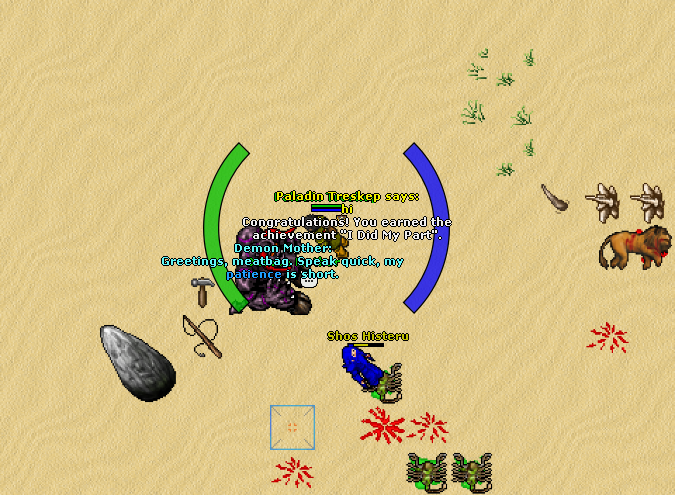 Paladin Treskep says:
hi
Congratulations! You earned the
achievement "I Did My Part".
Demon Mother:
Greetings, meatbag. Speak quick, my
patience is short.
Shos Histeru